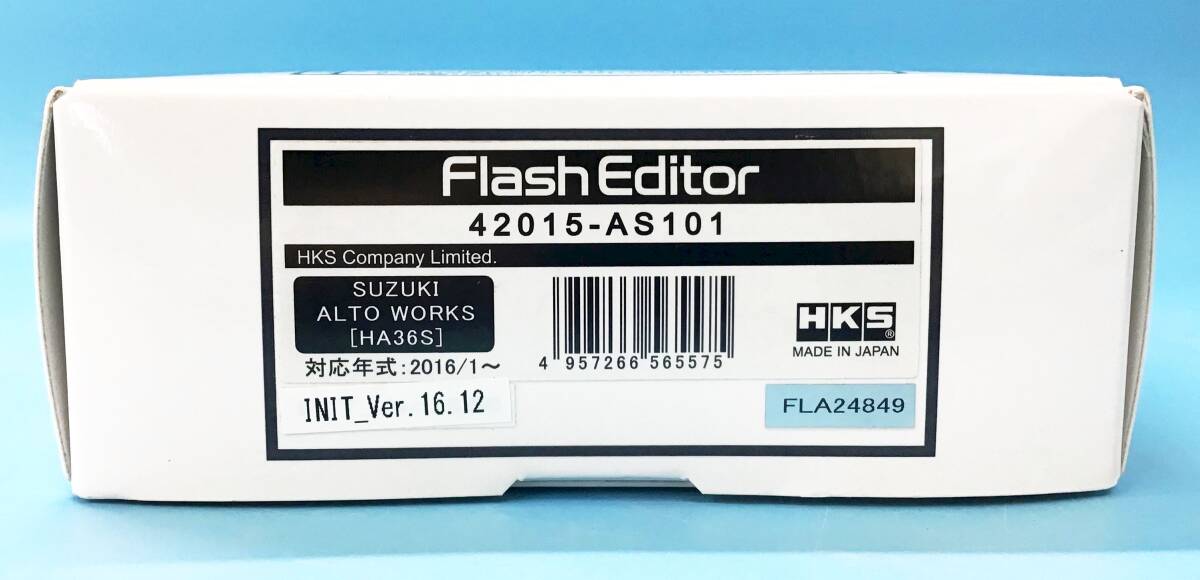 Flash Editor
42015-AS101
HKS Company Limited.
SUZUKI
ALTO WORKS
[HA36S]
対応年式:2016/1～
INIT_Ver.16.12
4 957266 565575
HKS®
MADE IN JAPAN
FLA24849